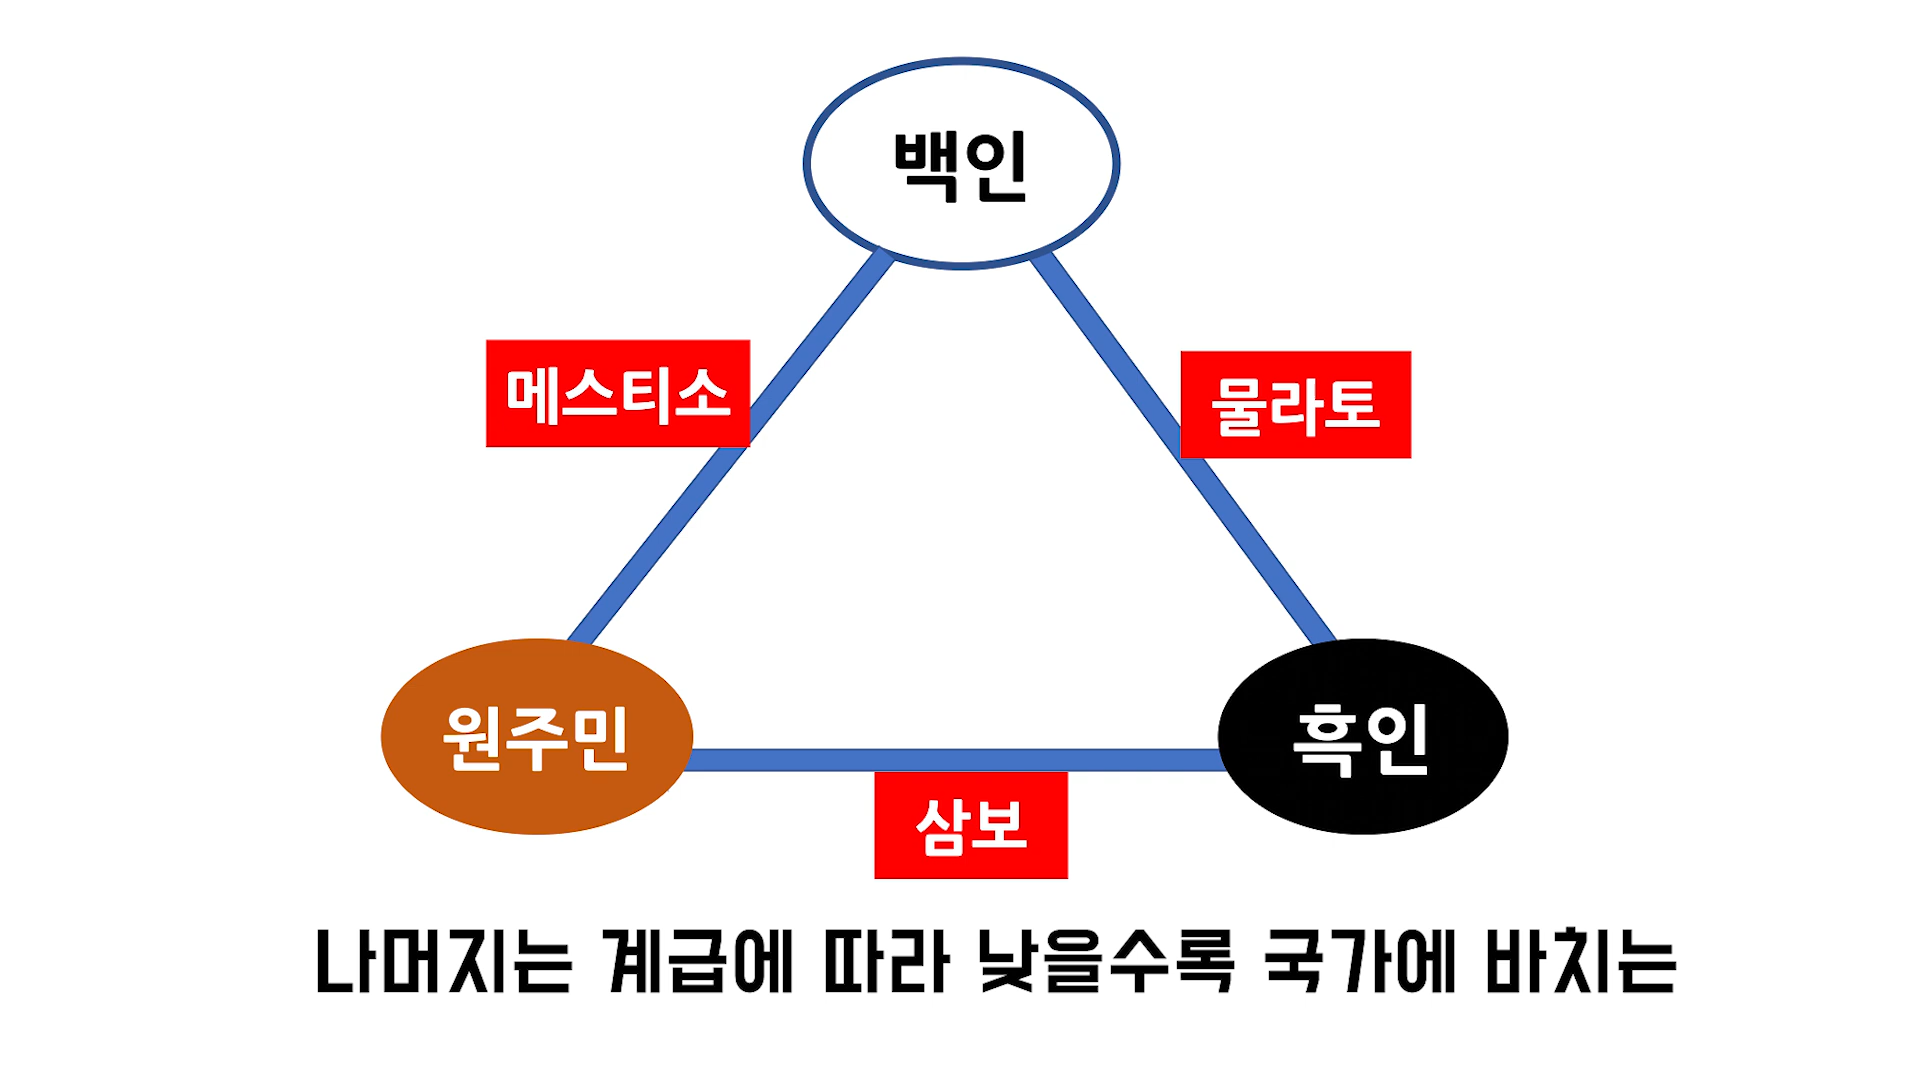 백인
메스티소
물라토
원주민
흑인
삼보
나머지는 계급에 따라 낮을수록 국가에 바치는